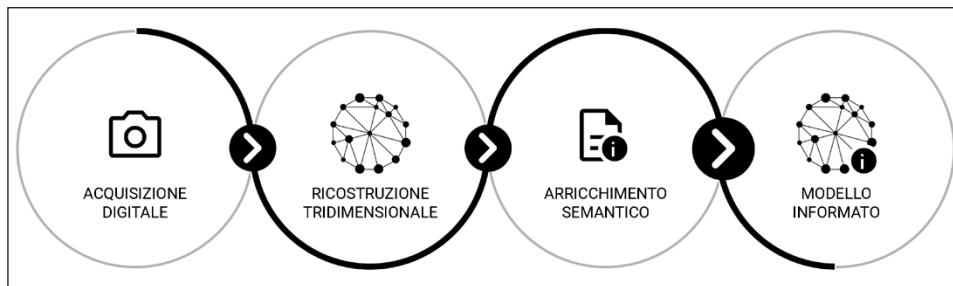 ACQUISIZIONE
DIGITALE
RICOSTRUZIONE
TRIDIMENSIONALE
i
ARRICCHIMENTO
SEMANTICO
i
MODELLO
INFORMATO